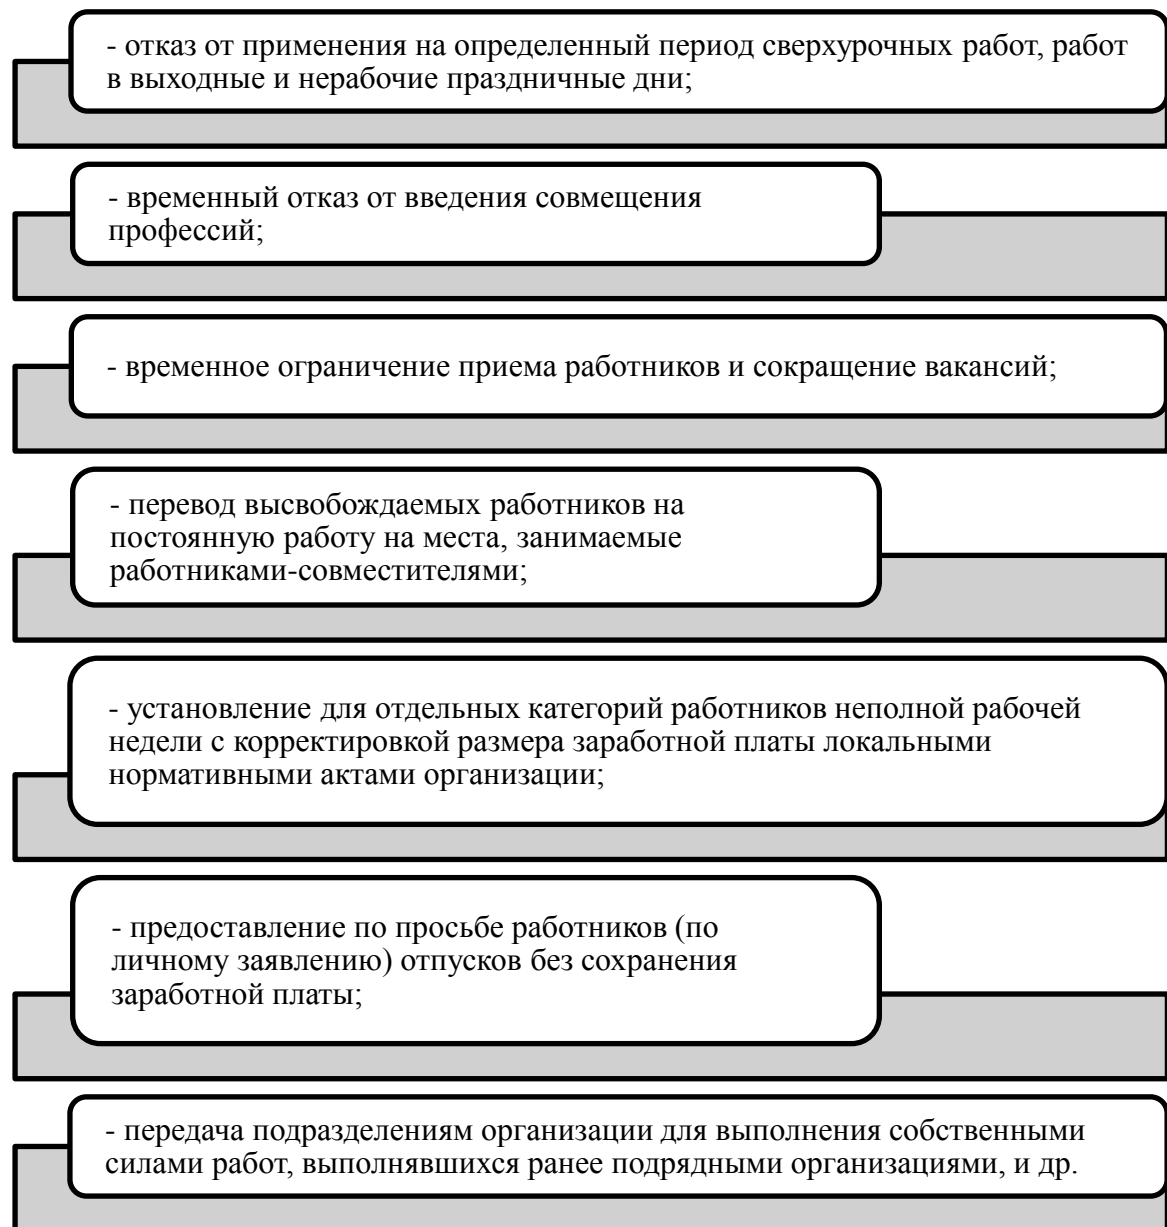 - отказ от применения на определенный период сверхурочных работ, работ
в выходные и нерабочие праздничные дни;
- временный отказ от введения совмещения
профессий;
- временное ограничение приема работников и сокращение вакансий;
- перевод высвобождаемых работников на
постоянную работу на места, занимаемые
работниками-совместителями;
- установление для отдельных категорий работников неполной рабочей
недели с корректировкой размера заработной платы локальными
нормативными актами организации;
- предоставление по просьбе работников (по
личному заявлению) отпусков без сохранения
заработной платы;
- передача подразделениям организации для выполнения собственными
силами работ, выполнявшихся ранее подрядными организациями, и др.